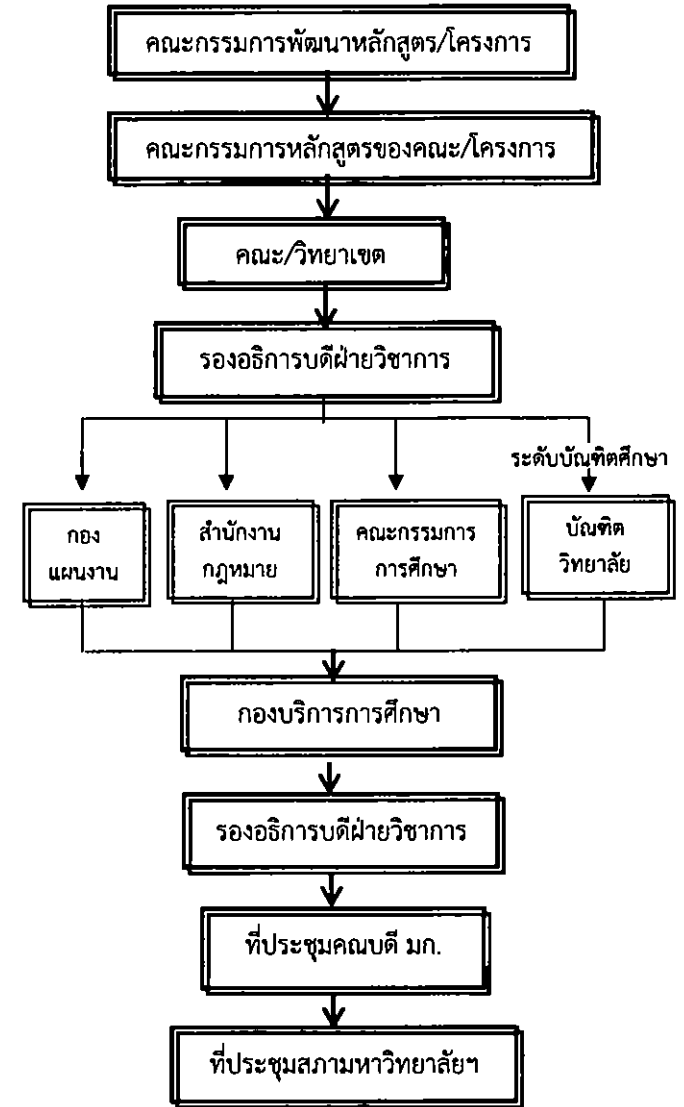 คณะกรรมการพัฒนาหลักสูตร/โครงการ
คณะกรรมการหลักสูตรของคณะ/โครงการ
คณะ/วิทยาเขต
รองอธิการบดีฝ่ายวิชาการ
ระดับบัณฑิตศึกษา
กอง
แผนงาน
สำนักงาน
กฎหมาย
คณะกรรมการ
การศึกษา
บัณฑิต
วิทยาลัย
กองบริการการศึกษา
รองอธิการบดีฝ่ายวิชาการ
ที่ประชุมคณบดี มก.
ที่ประชุมสภามหาวิทยาลัยฯ